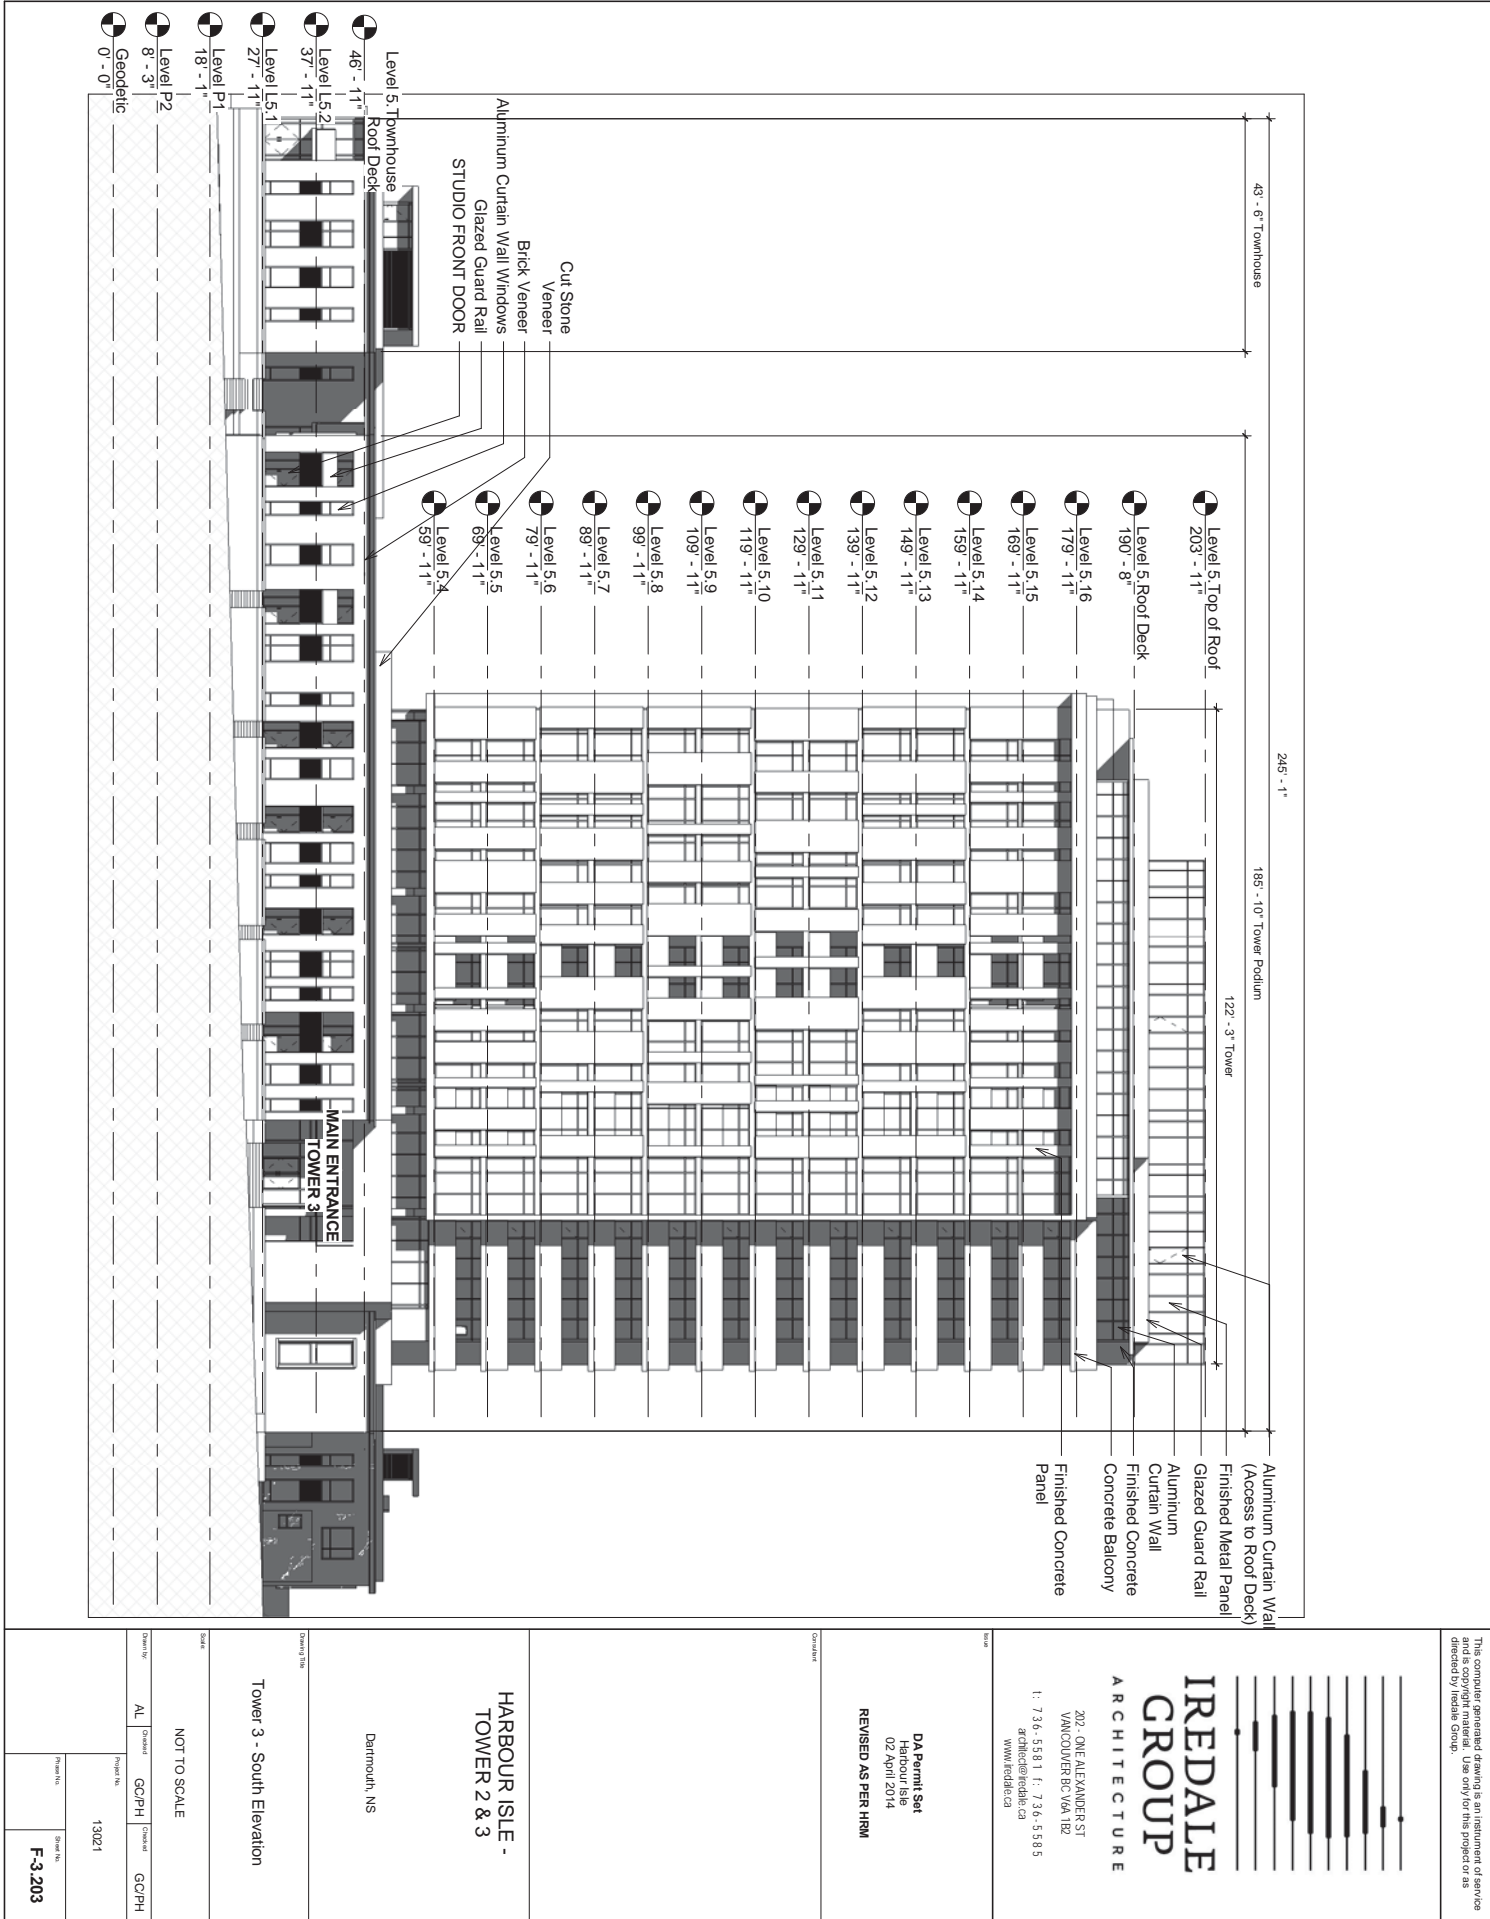 43' - 6" Townhouse
245' - 1"
185' - 10" Tower Podium
122' - 3" Tower
Level 5.Top of Roof
203' - 11"
Level 5.Roof Deck
190' - 8"
Level 5.16
179' - 11"
Level 5.15
169' - 11"
Level 5.14
159' - 11"
Level 5.13
149' - 11"
Level 5.12
139' - 11"
Level 5.11
129' - 11"
Level 5.10
119' - 11"
Level 5.9
109' - 11"
Level 5.8
99' - 11"
Level 5.7
89' - 11"
Level 5.6
79' - 11"
Level 5.5
69' - 11"
Level 5.4
59' - 11"
Level 5.Townhouse
Roof Deck
46' - 11"
Level L5.2
37' - 11"
Level L5.1
27' - 11"
Level P1
18' - 1"
Level P2
8' - 3"
Geodetic
0' - 0"
Cut Stone
Veneer
Brick Veneer
Aluminum Curtain Wall Windows
Glazed Guard Rail
STUDIO FRONT DOOR
MAIN ENTRANCE
TOWER 3
Aluminum Curtain Wall
(Access to Roof Deck)
Finished Metal Panel
Glazed Guard Rail
Aluminum
Curtain Wall
Finished Concrete
Concrete Balcony
Finished Concrete
Panel
This computer generated drawing is an instrument of service
and is copyright material. Use only for this project or as
directed by Iredale Group.
IREDALE
GROUP
ARCHITECTURE
202 - ONE ALEXANDER ST
VANCOUVER BC V6A 1B2
t: 736-5581 f: 736-5585
architect@iredale.ca
www.iredale.ca
Issue
DA Permit Set
Harbour Isle
02 April 2014
REVISED AS PER HRM
Consultant
HARBOUR ISLE -
TOWER 2 & 3
Dartmouth, NS
Drawing Title
Tower 3 - South Elevation
Scale:
NOT TO SCALE
Drawn by:
AL
Checked
GC/PH
Checked
GC/PH
Project No.
13021
Phase No.
Sheet No.
F-3.203